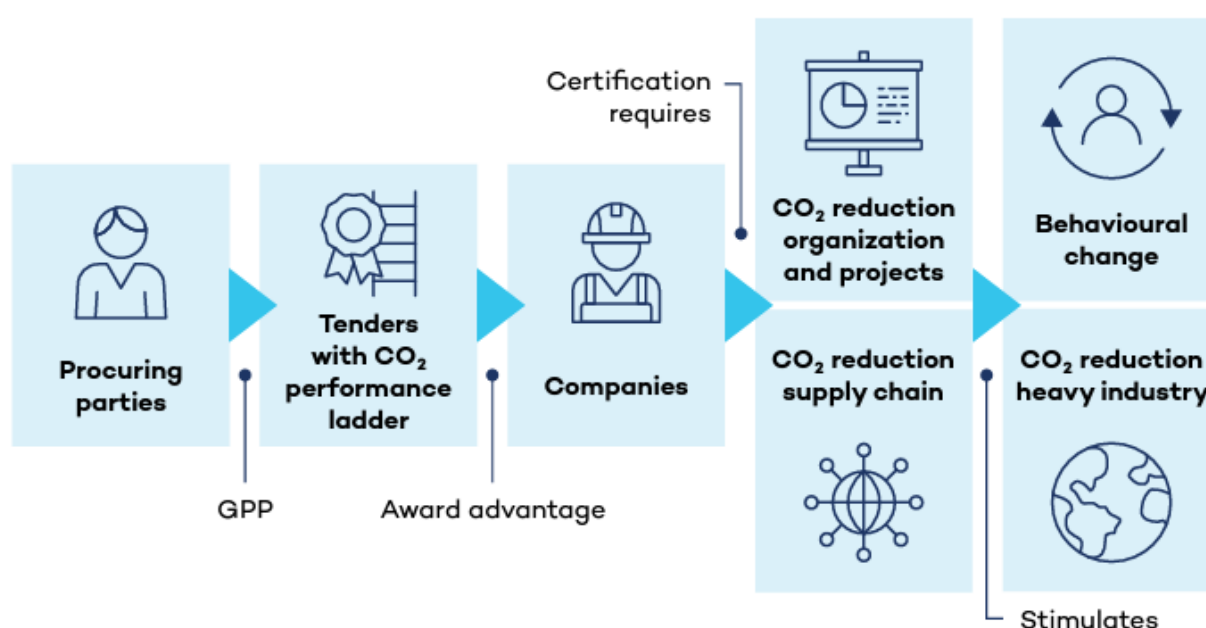 Certification
requires
CO₂ reduction
organization
and projects
Behavioural
change
Procuring
parties
Tenders
with CO₂
performance
ladder
Companies
CO₂ reduction
supply chain
CO₂ reduction
heavy industry
GPP
Award advantage
Stimulates